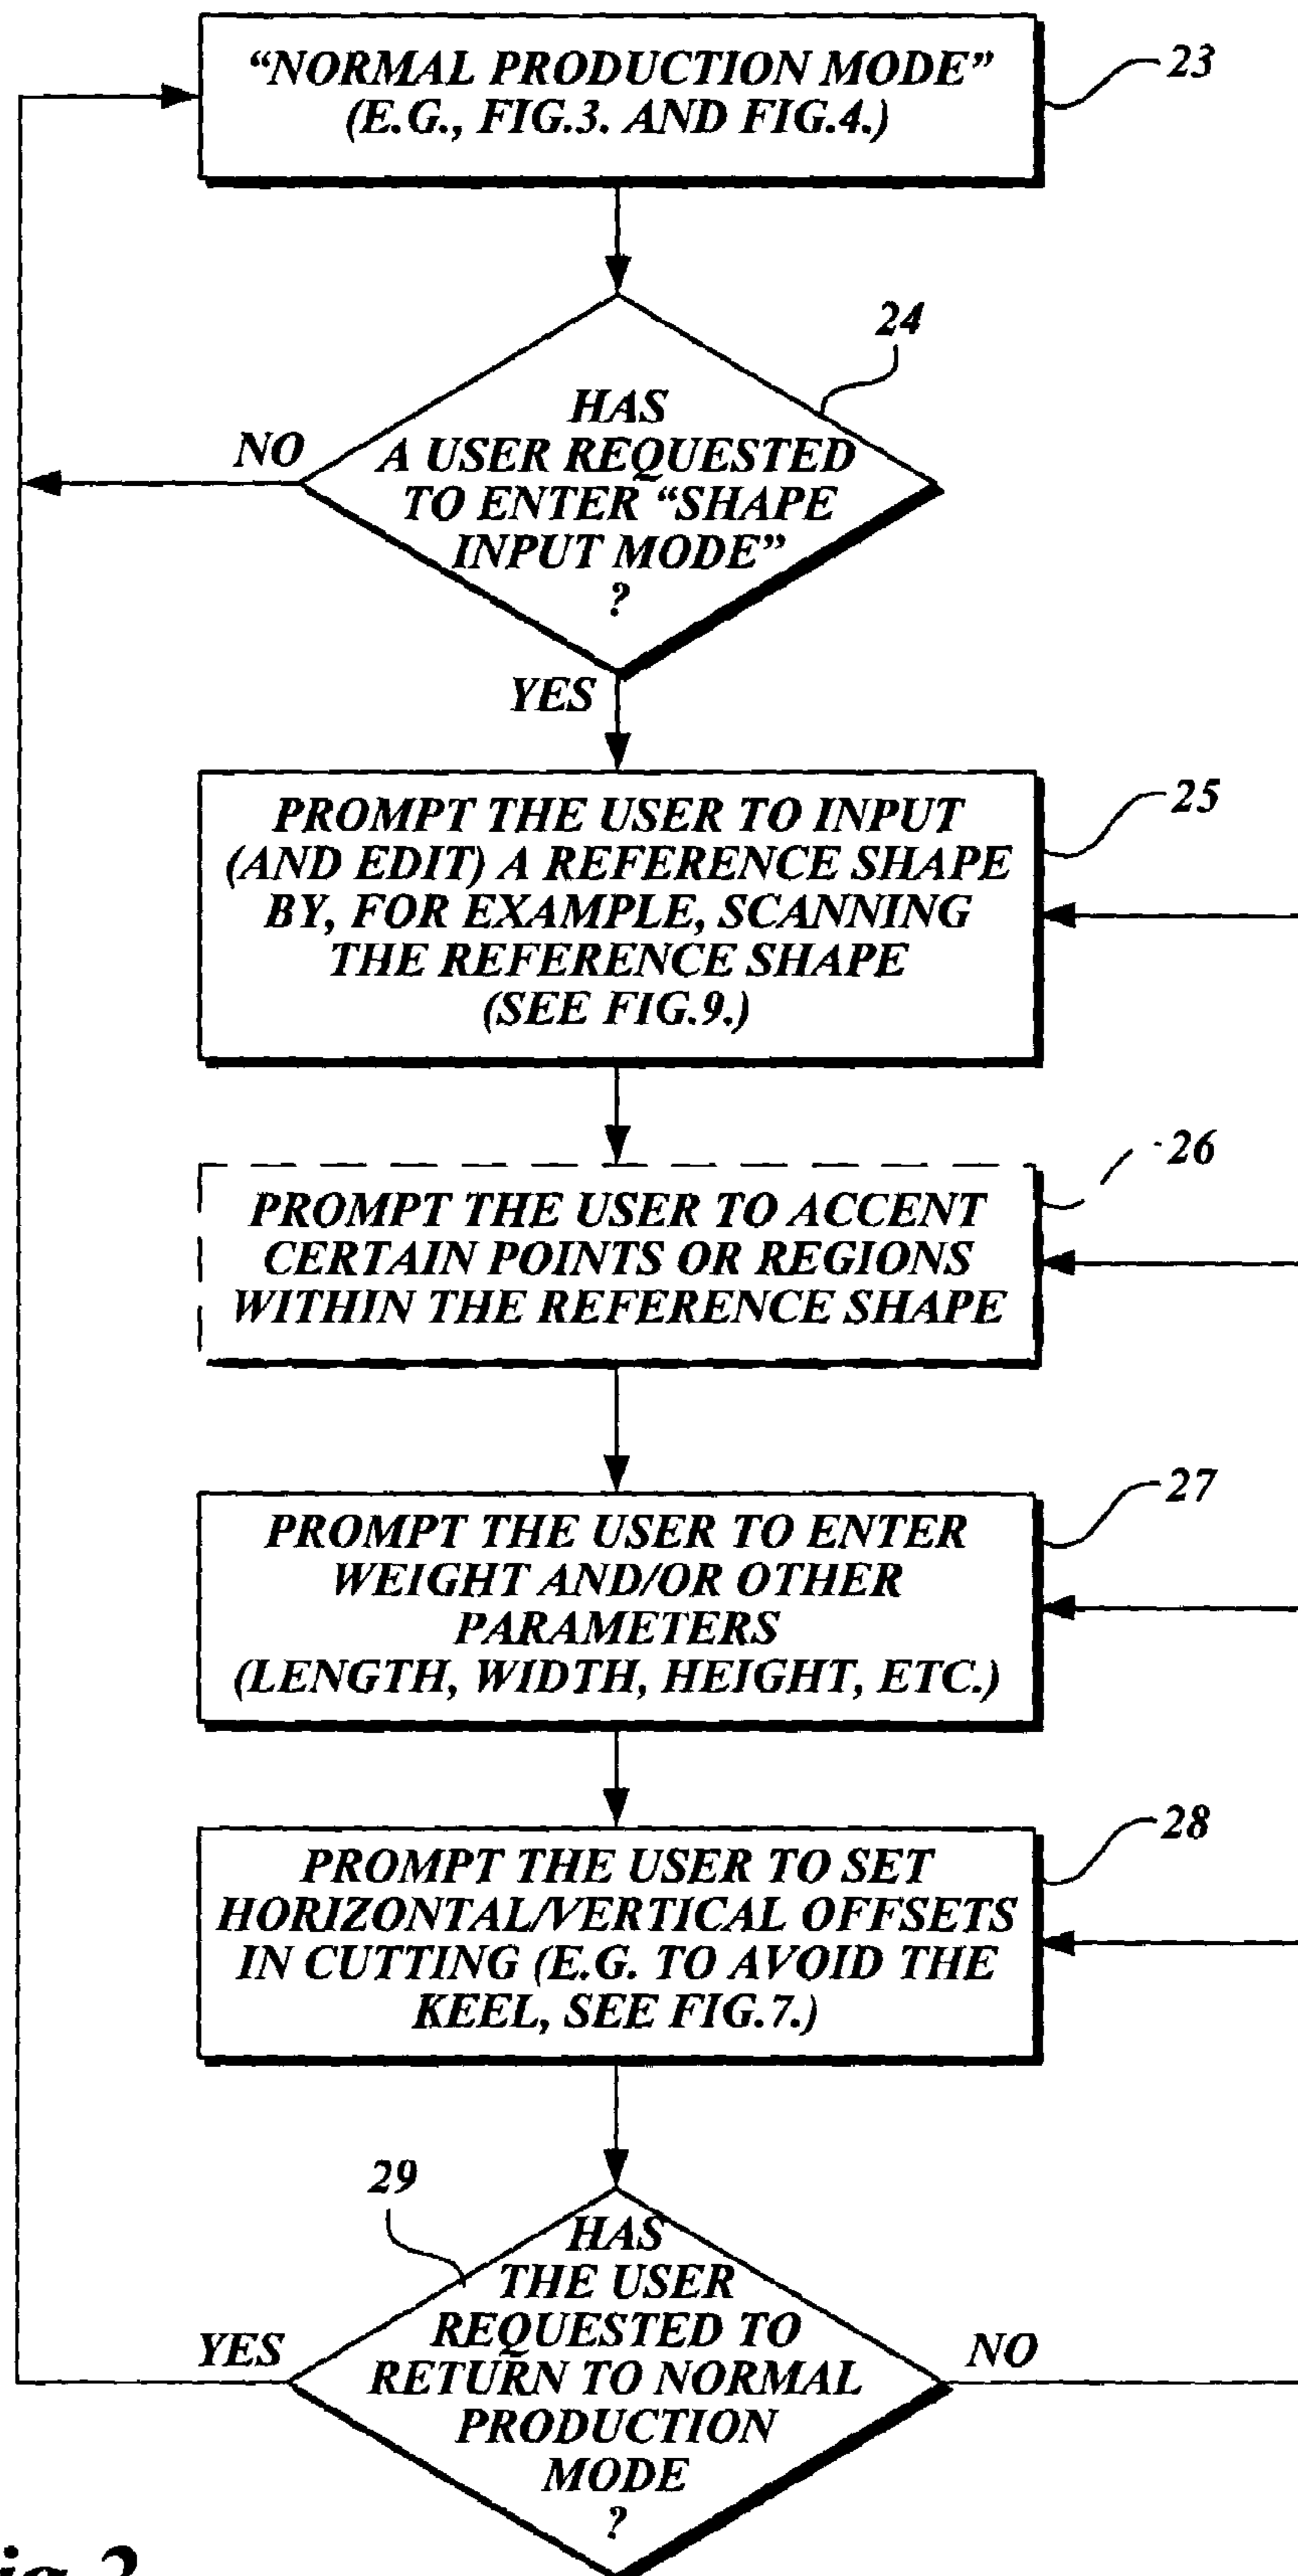 “NORMAL PRODUCTION MODE”
(E.G., FIG.3. AND FIG.4.)
23
24
HAS
A USER REQUESTED
TO ENTER “SHAPE
INPUT MODE”
?
NO
YES
PROMPT THE USER TO INPUT
(AND EDIT) A REFERENCE SHAPE
BY, FOR EXAMPLE, SCANNING
THE REFERENCE SHAPE
(SEE FIG.9.)
25
PROMPT THE USER TO ACCENT
CERTAIN POINTS OR REGIONS
WITHIN THE REFERENCE SHAPE
26
PROMPT THE USER TO ENTER
WEIGHT AND/OR OTHER
PARAMETERS
(LENGTH, WIDTH, HEIGHT, ETC.)
27
PROMPT THE USER TO SET
HORIZONTAL/VERTICAL OFFSETS
IN CUTTING (E.G. TO AVOID THE
KEEL, SEE FIG.7.)
28
29
HAS
THE USER
REQUESTED TO
RETURN TO NORMAL
PRODUCTION
MODE
?
YES
NO